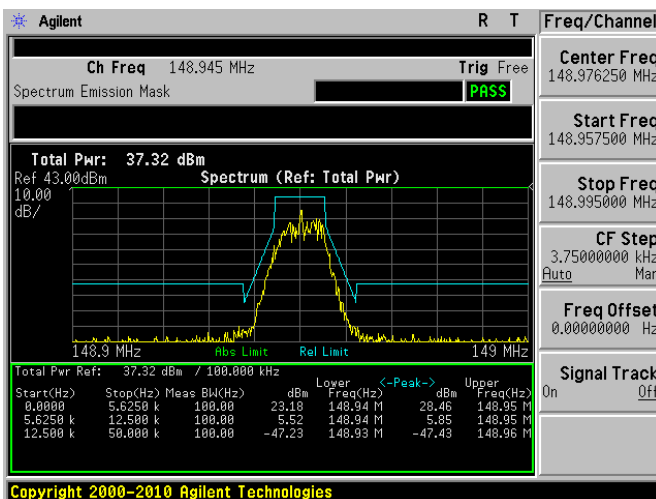 Agilent R T Freq/Channel
Ch Freq 148.945 MHz Trig Free
Spectrum Emission Mask PASS
Center Freq
148.976250 MHz
Start Freq
148.957500 MHz
Stop Freq
148.995000 MHz
CF Step
3.75000000 kHz
Auto Man
Freq Offset
0.00000000 Hz
Signal Track
On Off
Total Pwr: 37.32 dBm
Ref 43.00dBm Spectrum (Ref: Total Pwr)
10.00
dB/
148.9 MHz Abs Limit Rel Limit 149 MHz
Total Pwr Ref: 37.32 dBm / 100.000 kHz
Lower <-Peak-> Upper
Start(Hz) Stop(Hz) Meas BW(Hz) dBm Freq(Hz) dBm Freq(Hz)
0.0000 5.6250 k 100.00 23.18 148.94 M 28.46 148.95 M
5.6250 k 12.500 k 100.00 5.52 148.94 M 5.85 148.95 M
12.500 k 50.000 k 100.00 -47.23 148.93 M -47.43 148.96 M
Copyright 2000-2010 Agilent Technologies